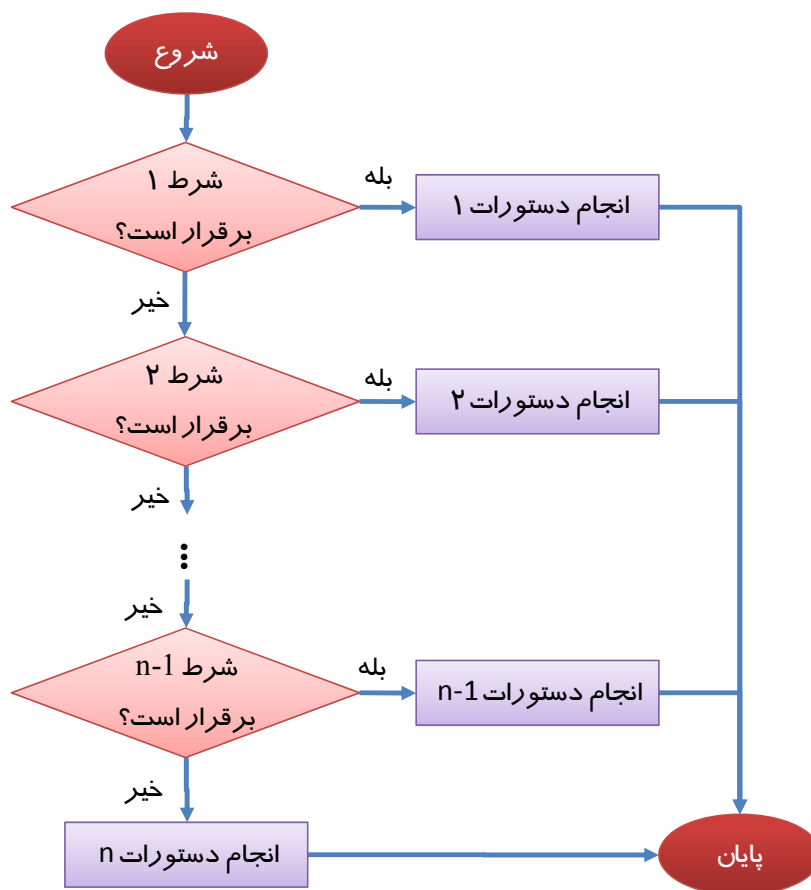 شروع
شرط ۱
برقرار است؟
بله
انجام دستورات ۱
خیر
شرط ۲
برقرار است؟
بله
انجام دستورات ۲
خیر
...
خیر
شرط n-1
برقرار است؟
بله
انجام دستورات n-1
خیر
انجام دستورات n
پایان